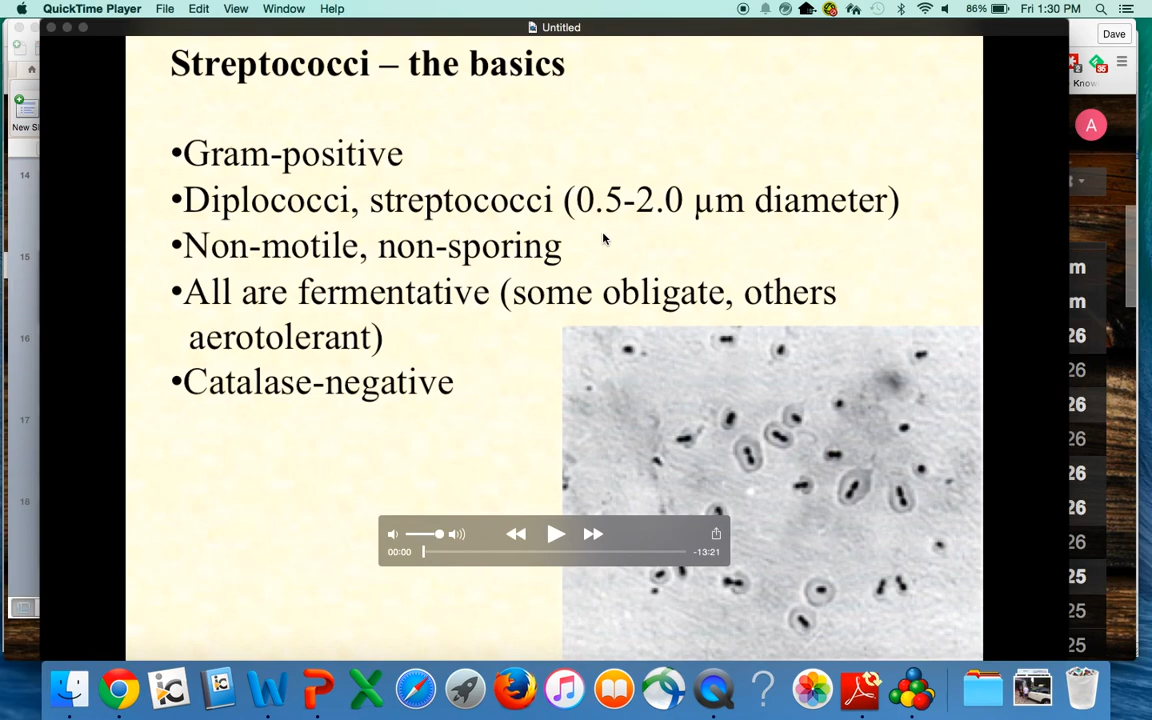 QuickTime Player File Edit View Window Help
86% Fri 1:30 PM
Untitled
Dave
Streptococci – the basics
•Gram-positive
•Diplococci, streptococci (0.5-2.0 µm diameter)
•Non-motile, non-sporing
•All are fermentative (some obligate, others
aerotolerant)
•Catalase-negative
00:00
-13:21
New Sl
14
15
16
17
18
Know
A
m
m
26
26
26
26
26
26
26
25
25
25